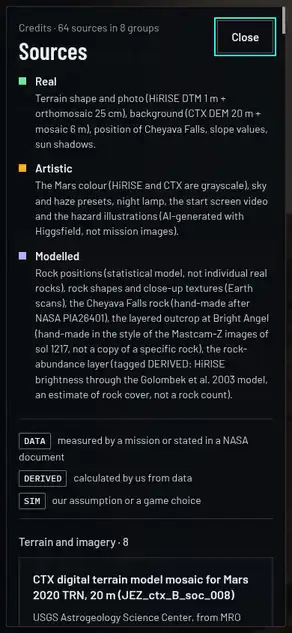 Credits · 64 sources in 8 groups
Sources
Close
Real
Terrain shape and photo (HiRISE DTM 1 m +
orthomosaic 25 cm), background (CTX DEM 20 m +
mosaic 6 m), position of Cheyava Falls, slope values,
sun shadows.
Artistic
The Mars colour (HiRISE and CTX are grayscale), sky
and haze presets, night lamp, the start screen video
and the hazard illustrations (AI-generated with
Higgsfield, not mission images).
Modelled
Rock positions (statistical model, not individual real
rocks), rock shapes and close-up textures (Earth
scans), the Cheyava Falls rock (hand-made after
NASA PIA26401), the layered outcrop at Bright Angel
(hand-made in the style of the Mastcam-Z images of
sol 1217, not a copy of a specific rock), the rock-
abundance layer (tagged DERIVED: HiRISE
brightness through the Golombek et al. 2003 model,
an estimate of rock cover, not a rock count).
DATA measured by a mission or stated in a NASA
document
DERIVED calculated by us from data
SIM our assumption or a game choice
Terrain and imagery · 8
CTX digital terrain model mosaic for Mars
2020 TRN, 20 m (JEZ_ctx_B_soc_008)
USGS Astrogeology Science Center, from MRO